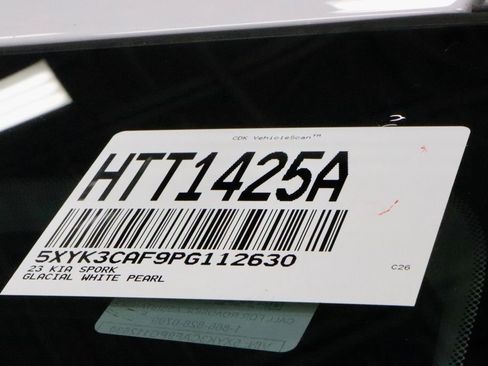 CDK VehicleScan™
HTT1425A
5XYK3CAF9PG112630
23 KIA SPORK
GLACIAL WHITE PEARL
C26